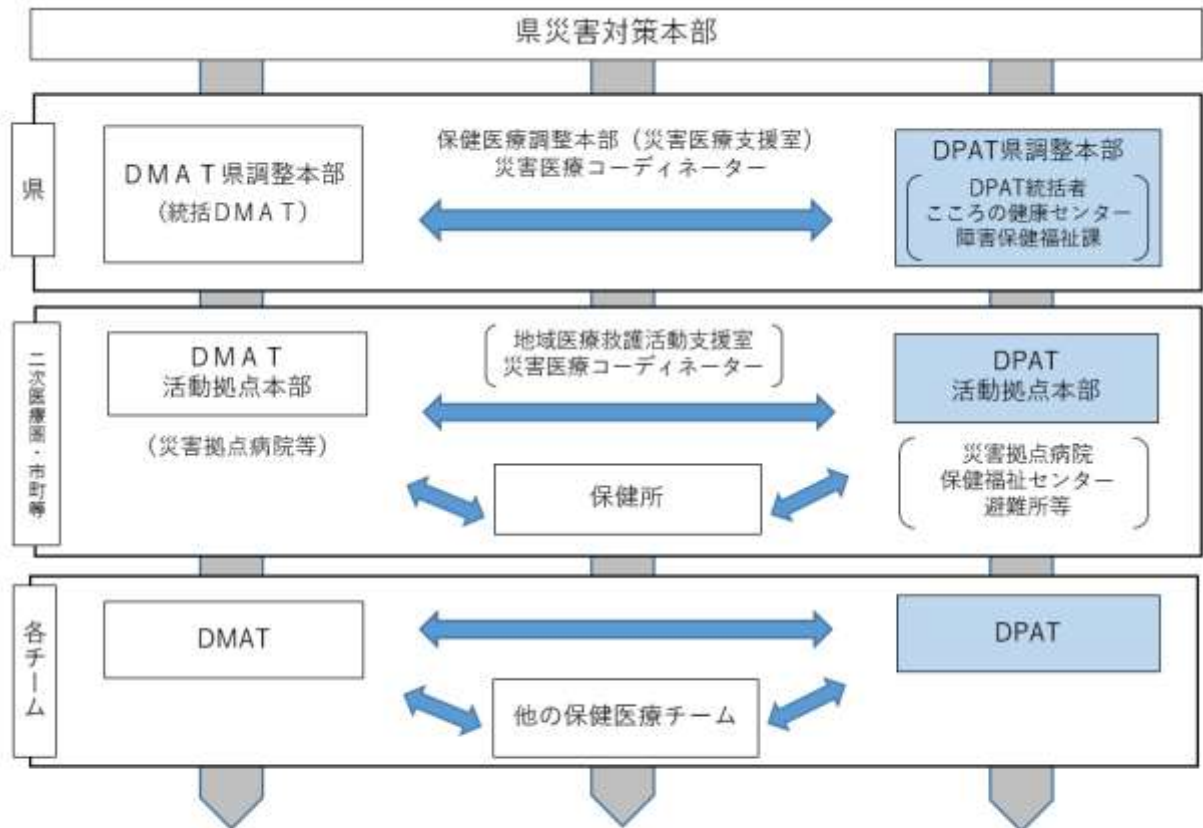 県災害対策本部
県
DMAT県調整本部
(統括DMAT)
保健医療調整本部(災害医療支援室)
災害医療コーディネーター
DPAT県調整本部
DPAT統括者
こころの健康センター
障害保健福祉課
二次医療圏・市町等
DMAT
活動拠点本部
(災害拠点病院等)
地域医療救護活動支援室
災害医療コーディネーター
DPAT
活動拠点本部
災害拠点病院
保健福祉センター
避難所等
保健所
各チーム
DMAT
DPAT
他の保健医療チーム